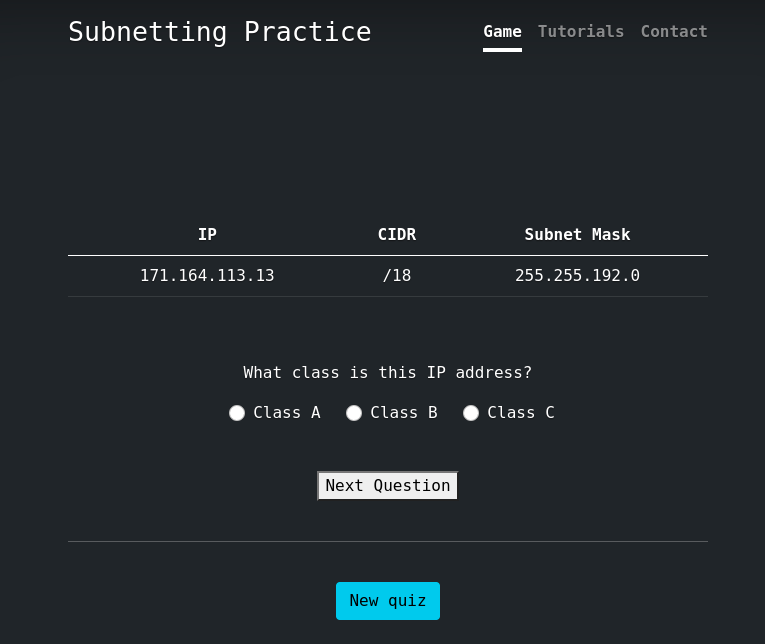 Subnetting Practice Game Tutorials Contact
IP CIDR Subnet Mask
171.164.113.13 /18 255.255.192.0
What class is this IP address?
Class A Class B Class C
Next Question
New quiz